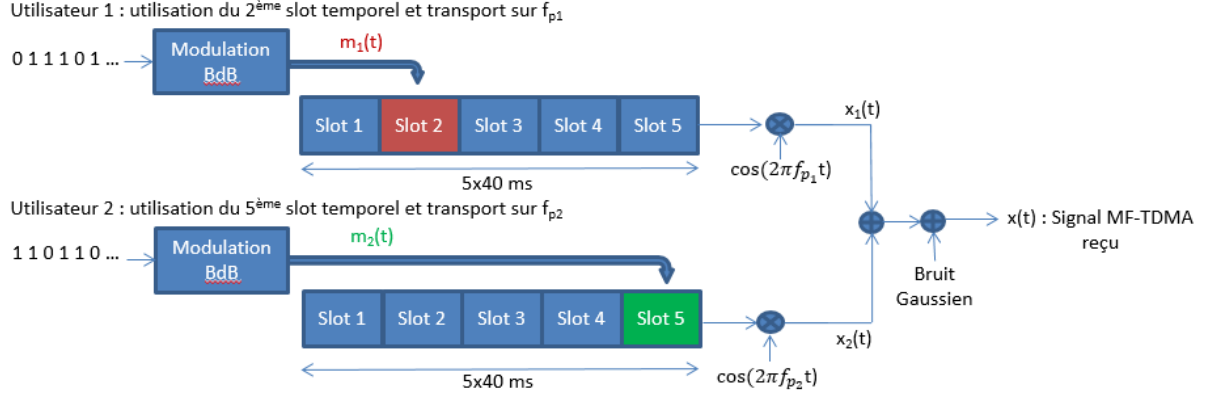 Utilisateur 1 : utilisation du 2ème slot temporel et transport sur fp1
0 1 1 1 0 1 ...
Modulation
BdB
m1(t)
Slot 1
Slot 2
Slot 3
Slot 4
Slot 5
x1(t)
cos(2πfp1t)
5x40 ms
Utilisateur 2 : utilisation du 5ème slot temporel et transport sur fp2
1 1 0 1 1 0 ...
Modulation
BdB
m2(t)
x(t) : Signal MF-TDMA
reçu
Bruit
Gaussien
Slot 1
Slot 2
Slot 3
Slot 4
Slot 5
x2(t)
cos(2πfp2t)
5x40 ms